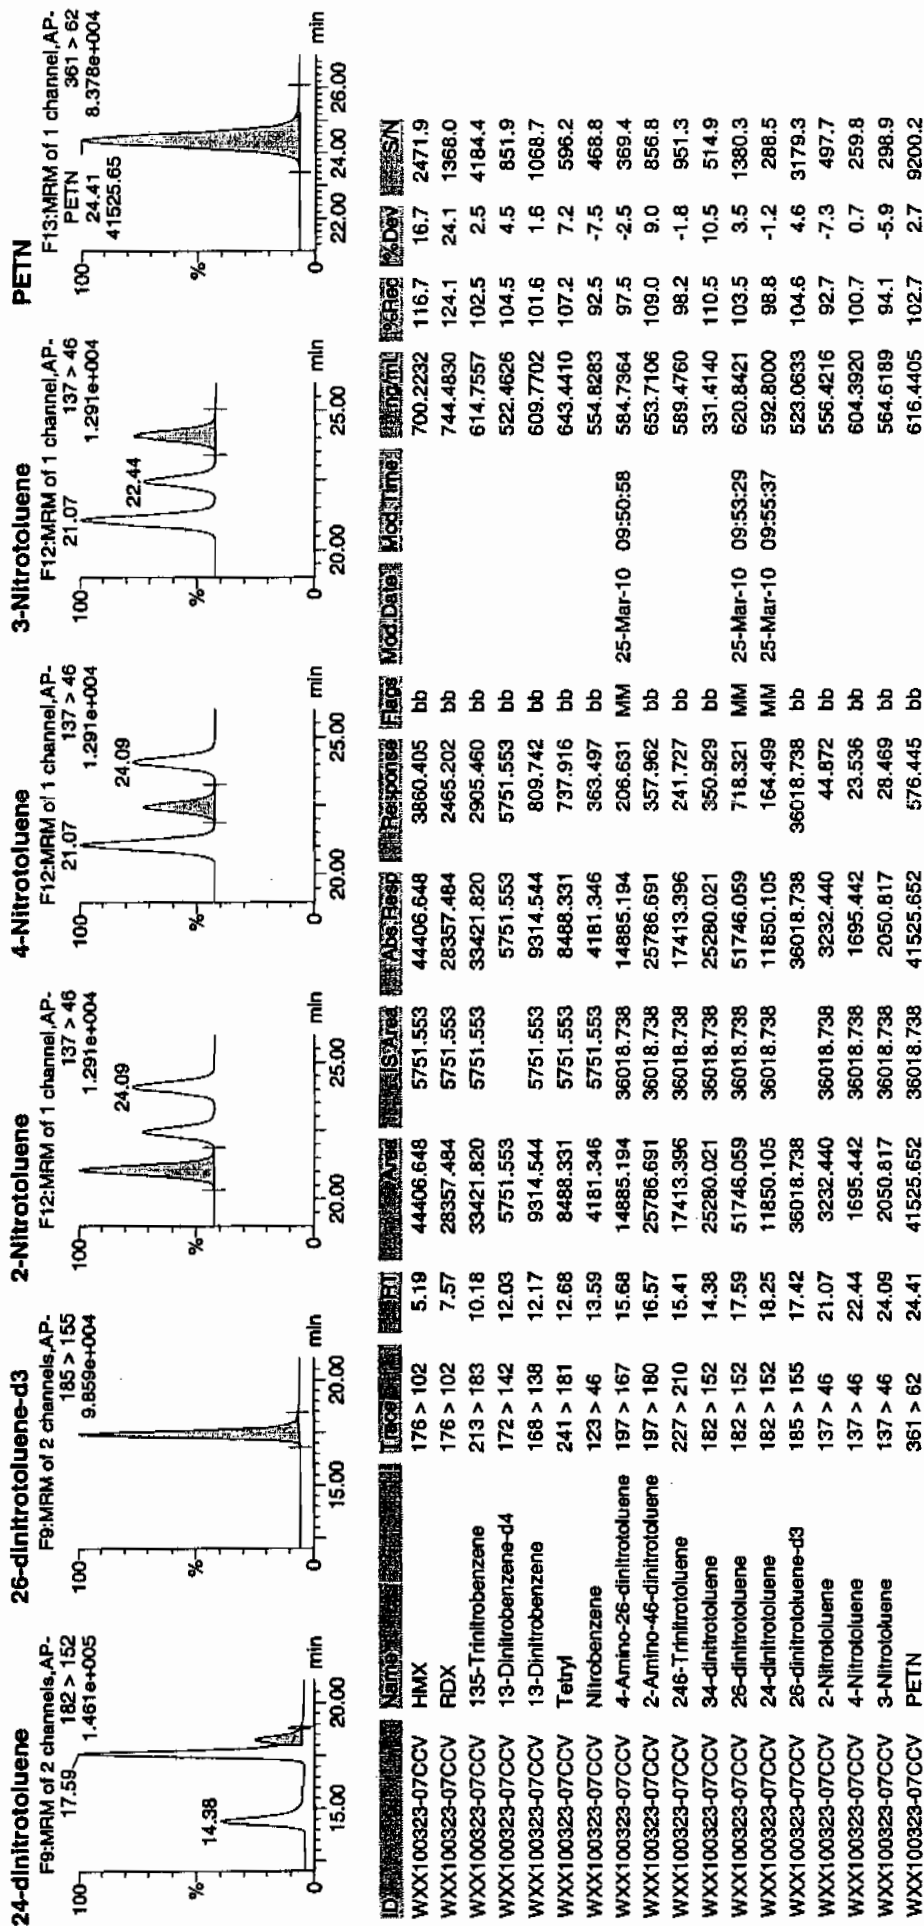 24-dinitrotoluene
F9:MRM of 2 channels,AP-
17.59 182 > 152
1.461e+005
100
14.38
%
0
15.00 20.00 min
26-dinitrotoluene-d3
F9:MRM of 2 channels,AP-
185 > 155
9.859e+004
100
%
0
15.00 20.00 min
2-Nitrotoluene
F12:MRM of 1 channel,AP-
137 > 46
1.291e+004
100
24.09
%
0
20.00 25.00 min
4-Nitrotoluene
F12:MRM of 1 channel,AP-
21.07 137 > 46
1.291e+004
100
24.09
%
0
20.00 25.00 min
3-Nitrotoluene
F12:MRM of 1 channel,AP-
21.07 137 > 46
1.291e+004
100
22.44
%
0
20.00 25.00 min
PETN
F13:MRM of 1 channel,AP-
PETN 361 > 62
24.41 8.378e+004
41525.65
100
%
0
22.00 24.00 26.00 min
ID Name Trace RT Area IS Area Abs.Resp Response Flags Mod.Date Mod.Time ng/mL %Rec %Dev S/N
WXX100323-07CCV HMX 176 > 102 5.19 44406.648 5751.553 44406.648 3860.405 bb 700.2232 116.7 16.7 2471.9
WXX100323-07CCV RDX 176 > 102 7.57 28357.484 5751.553 28357.484 2465.202 bb 744.4830 124.1 24.1 1368.0
WXX100323-07CCV 135-Trinitrobenzene 213 > 183 10.18 33421.820 5751.553 33421.820 2905.460 bb 614.7557 102.5 2.5 4184.4
WXX100323-07CCV 13-Dinitrobenzene-d4 172 > 142 12.03 5751.553 5751.553 5751.553 bb 522.4626 104.5 4.5 851.9
WXX100323-07CCV 13-Dinitrobenzene 168 > 138 12.17 9314.544 5751.553 9314.544 809.742 bb 609.7702 101.6 1.6 1068.7
WXX100323-07CCV Tetryl 241 > 181 12.68 8488.331 5751.553 8488.331 737.916 bb 643.4410 107.2 7.2 596.2
WXX100323-07CCV Nitrobenzene 123 > 46 13.59 4181.346 5751.553 4181.346 363.497 bb 554.8283 92.5 -7.5 468.8
WXX100323-07CCV 4-Amino-26-dinitrotoluene 197 > 167 15.68 14885.194 36018.738 14885.194 206.631 MM 25-Mar-10 09:50:58 584.7364 97.5 -2.5 369.4
WXX100323-07CCV 2-Amino-46-dinitrotoluene 197 > 180 16.57 25786.691 36018.738 25786.691 357.962 bb 653.7106 109.0 9.0 856.8
WXX100323-07CCV 246-Trinitrotoluene 227 > 210 15.41 17413.396 36018.738 17413.396 241.727 bb 589.4760 98.2 -1.8 951.3
WXX100323-07CCV 34-dinitrotoluene 182 > 152 14.38 25280.021 36018.738 25280.021 350.929 bb 331.4140 110.5 10.5 514.9
WXX100323-07CCV 26-dinitrotoluene 182 > 152 17.59 51746.059 36018.738 51746.059 718.321 MM 25-Mar-10 09:53:29 620.8421 103.5 3.5 1380.3
WXX100323-07CCV 24-dinitrotoluene 182 > 152 18.25 11850.105 36018.738 11850.105 164.499 MM 25-Mar-10 09:55:37 592.8000 98.8 -1.2 288.5
WXX100323-07CCV 26-dinitrotoluene-d3 185 > 155 17.42 36018.738 36018.738 36018.738 bb 523.0633 104.6 4.6 3179.3
WXX100323-07CCV 2-Nitrotoluene 137 > 46 21.07 3232.440 36018.738 3232.440 44.872 bb 556.4216 92.7 -7.3 497.7
WXX100323-07CCV 4-Nitrotoluene 137 > 46 22.44 1695.442 36018.738 1695.442 23.536 bb 604.3920 100.7 0.7 259.8
WXX100323-07CCV 3-Nitrotoluene 137 > 46 24.09 2050.817 36018.738 2050.817 28.469 bb 564.6189 94.1 -5.9 298.9
WXX100323-07CCV PETN 361 > 62 24.41 41525.652 36018.738 41525.652 576.445 bb 616.4405 102.7 2.7 9200.2